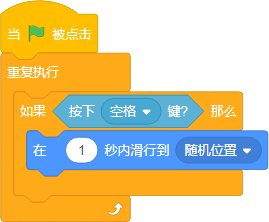 当 被点击
重复执行
如果 按下 空格 键? 那么
在 1 秒内滑行到 随机位置